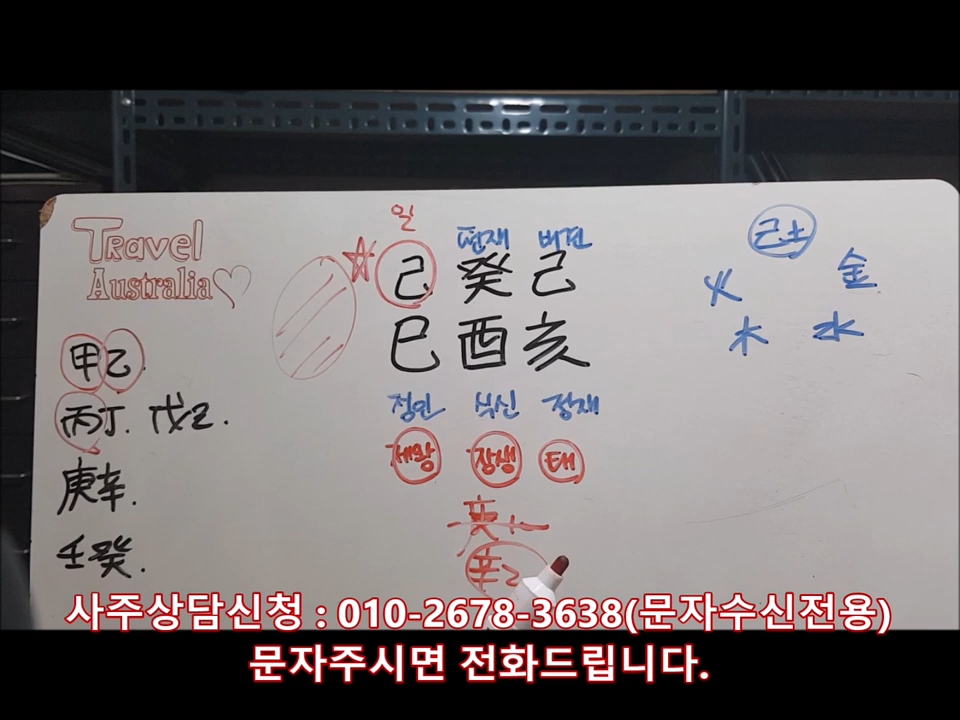 Travel
Australia
일
편재 비견
己 癸 己
巳 酉 亥
정인 식신 정재
제왕 장생 태
辛
己土
火 金
木 水
甲乙.
丙丁. 戊己.
庚辛.
壬癸.
사주상담신청 : 010-2678-3638(문자수신전용)
문자주시면 전화드립니다.